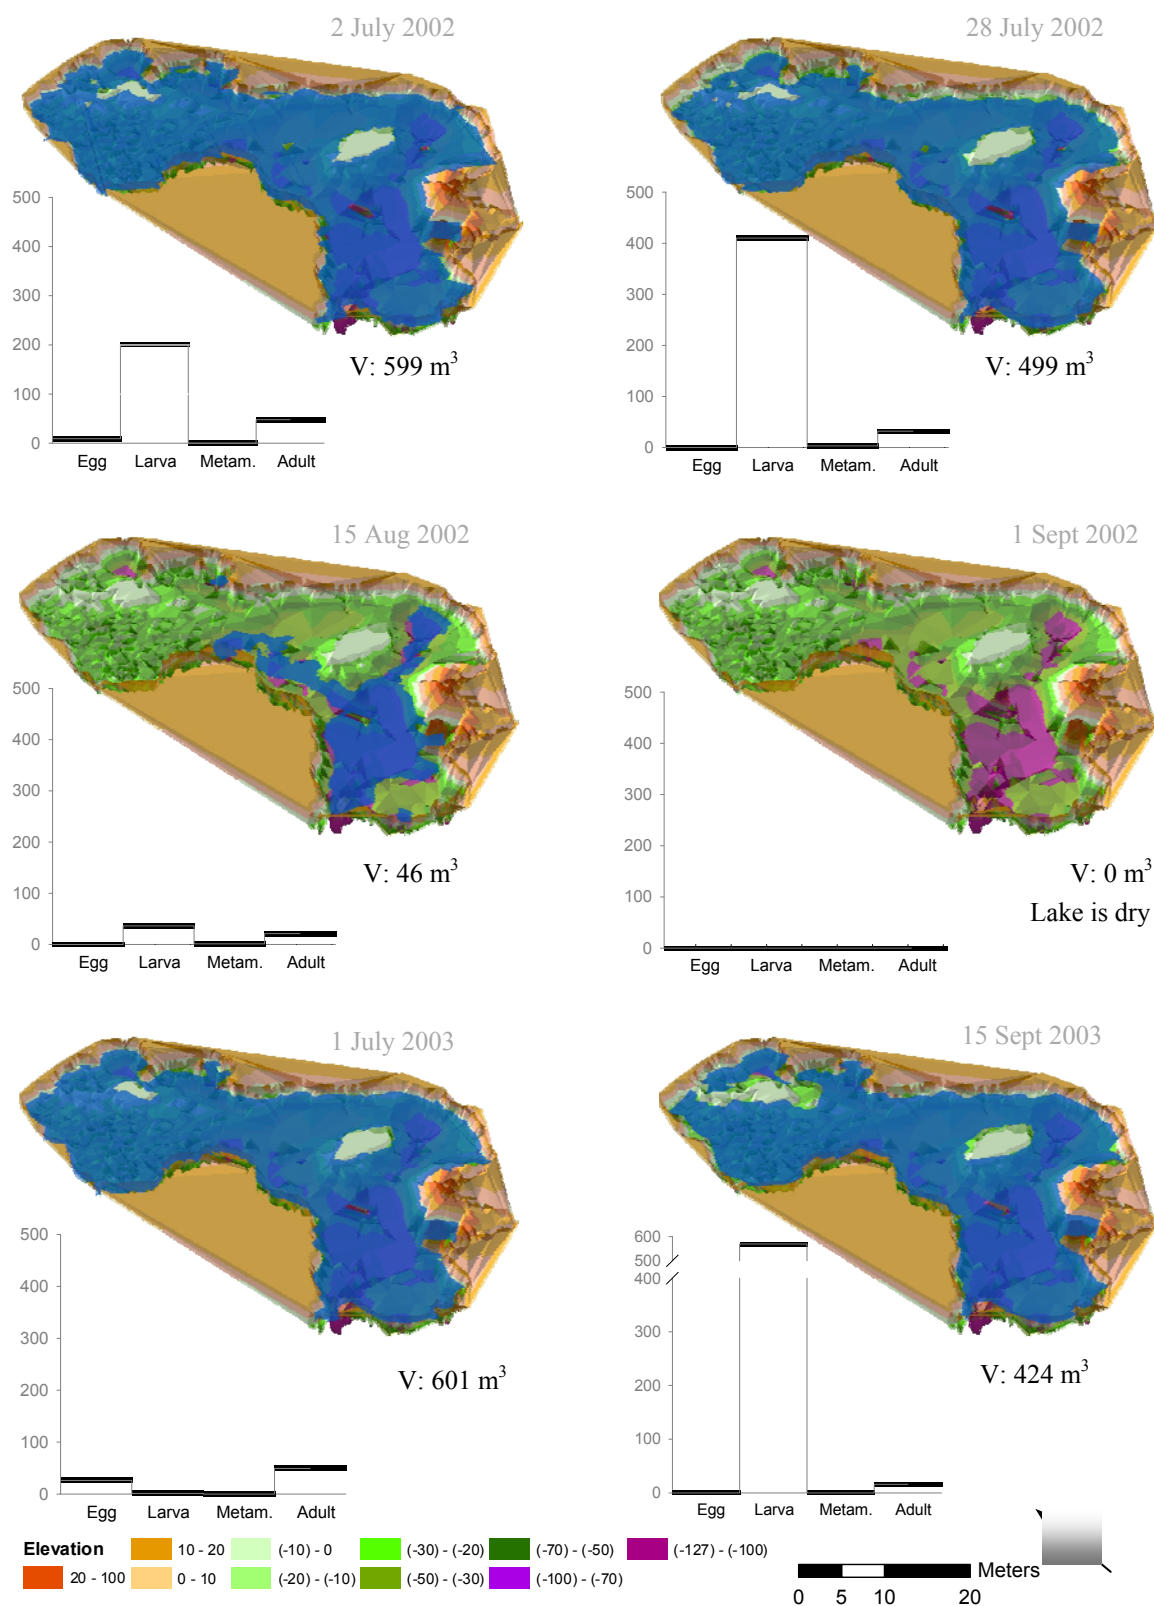 2 July 2002
28 July 2002
500
400
300
200
100
0
Egg Larva Metam. Adult
V: 599 m³
500
400
300
200
100
0
Egg Larva Metam. Adult
V: 499 m³
15 Aug 2002
1 Sept 2002
500
400
300
200
100
0
Egg Larva Metam. Adult
V: 46 m³
500
400
300
200
100
0
Egg Larva Metam. Adult
V: 0 m³
Lake is dry
1 July 2003
15 Sept 2003
500
400
300
200
100
0
Egg Larva Metam. Adult
V: 601 m³
600
500
400
300
200
100
0
Egg Larva Metam. Adult
V: 424 m³
Elevation 10 - 20 (-10) - 0 (-30) - (-20) (-70) - (-50) (-127) - (-100)
20 - 100 0 - 10 (-20) - (-10) (-50) - (-30) (-100) - (-70)
Meters
0 5 10 20